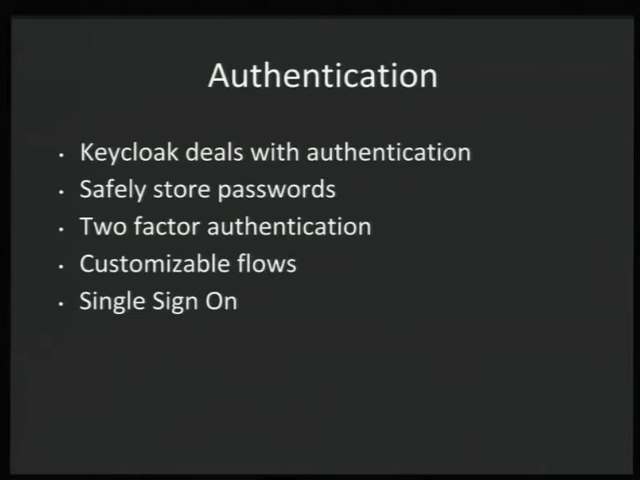 Authentication
• Keycloak deals with authentication
• Safely store passwords
• Two factor authentication
• Customizable flows
• Single Sign On